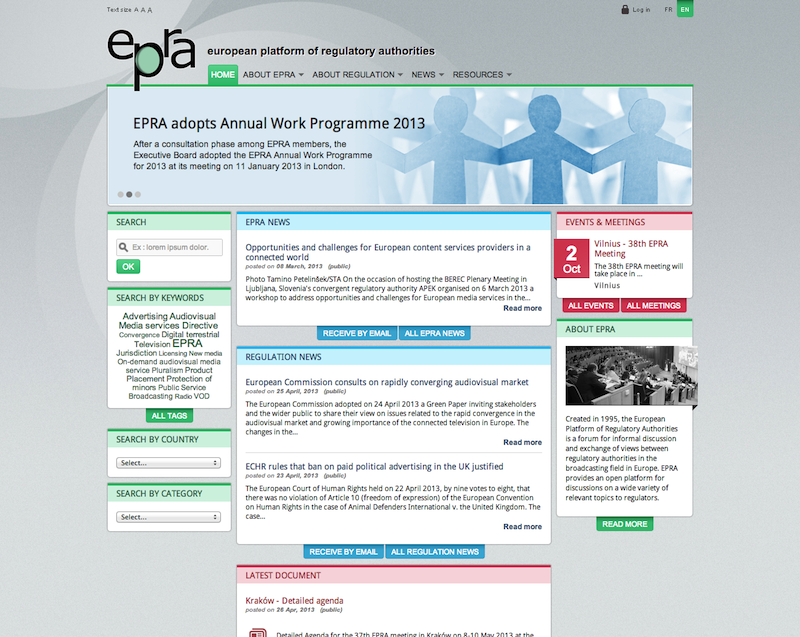 Text size A A A
Log in FR EN
epra
european platform of regulatory authorities
HOME ABOUT EPRA ABOUT REGULATION NEWS RESOURCES
EPRA adopts Annual Work Programme 2013
After a consultation phase among EPRA members, the
Executive Board adopted the EPRA Annual Work Programme
for 2013 at its meeting on 11 January 2013 in London.
SEARCH
Ex : lorem ipsum dolor.
OK
SEARCH BY KEYWORDS
Advertising Audiovisual
Media services Directive
Convergence Digital terrestrial
Television EPRA
Jurisdiction Licensing New media
On-demand audiovisual media
service Pluralism Product
Placement Protection of
minors Public Service
Broadcasting Radio VOD
ALL TAGS
SEARCH BY COUNTRY
Select...
SEARCH BY CATEGORY
Select...
EPRA NEWS
Opportunities and challenges for European content services providers in a
connected world
posted on 08 March, 2013 (public)
Photo Tamino Petelinšek/STA On the occasion of hosting the BEREC Plenary Meeting in
Ljubljana, Slovenia's convergent regulatory authority APEK organised on 6 March 2013 a
workshop to address opportunities and challenges for European media services in the...
Read more
RECEIVE BY EMAIL ALL EPRA NEWS
REGULATION NEWS
European Commission consults on rapidly converging audiovisual market
posted on 25 April, 2013 (public)
The European Commission adopted on 24 April 2013 a Green Paper inviting stakeholders
and the wider public to share their view on issues related to the rapid convergence in the
audiovisual market and growing importance of the connected television in Europe. The
changes in the...
Read more
ECHR rules that ban on paid political advertising in the UK justified
posted on 23 April, 2013 (public)
The European Court of Human Rights held on 22 April 2013, by nine votes to eight, that
there was no violation of Article 10 (freedom of expression) of the European Convention
on Human Rights in the case of Animal Defenders International v. the United Kingdom. The
case...
Read more
RECEIVE BY EMAIL ALL REGULATION NEWS
LATEST DOCUMENT
Kraków - Detailed agenda
posted on 26 Apr, 2013 (public)
Detailed Agenda for the 37th EPRA meeting in Kraków on 8-10 May 2013 at the
EVENTS & MEETINGS
2
Oct
Vilnius - 38th EPRA
Meeting
The 38th EPRA meeting will
take place in ...
Vilnius
ALL EVENTS ALL MEETINGS
ABOUT EPRA
Created in 1995, the European
Platform of Regulatory Authorities
is a forum for informal discussion
and exchange of views between
regulatory authorities in the
broadcasting field in Europe. EPRA
provides an open platform for
discussions on a wide variety of
relevant topics to regulators.
READ MORE